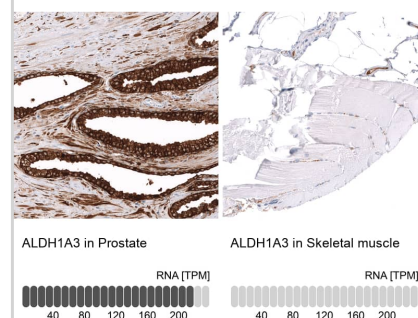 ALDH1A3 in Prostate
ALDH1A3 in Skeletal muscle
RNA [TPM]
RNA [TPM]
40 80 120 160 200
40 80 120 160 200